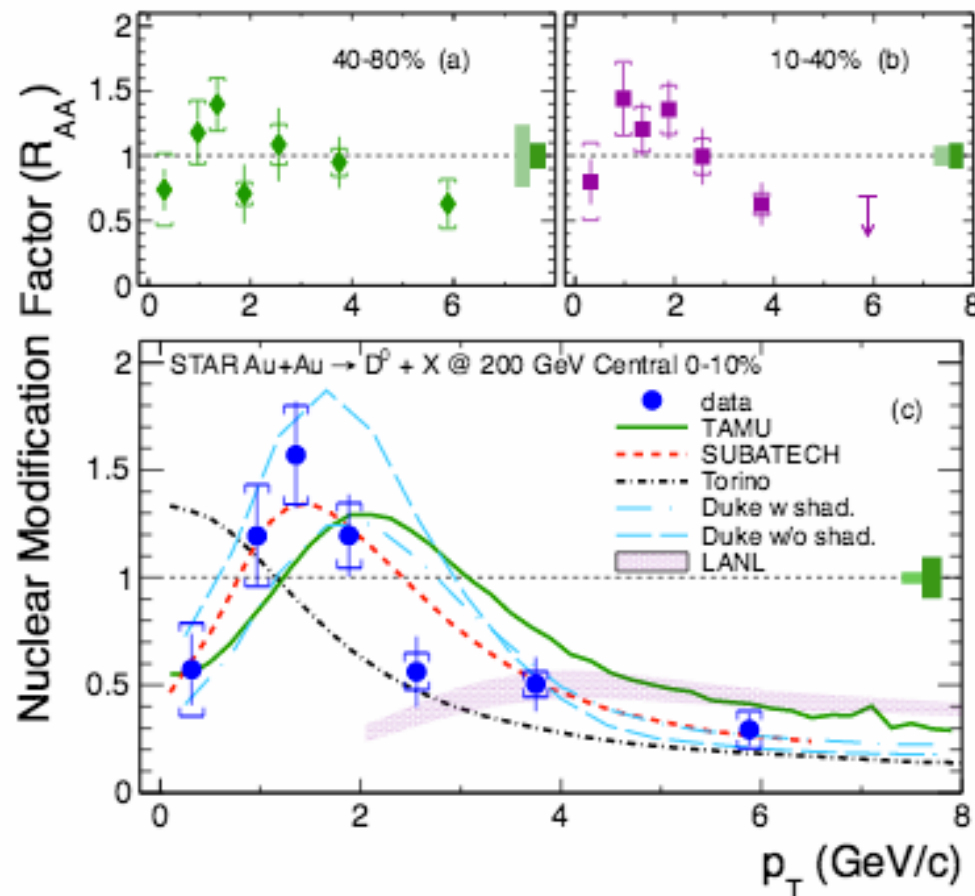 Nuclear Modification Factor (R_AA)
2
1.5
1
0.5
0
40-80% (a)
0 2 4 6
10-40% (b)
0 2 4 6 8
STAR Au+Au → D⁰ + X @ 200 GeV Central 0-10%
(c)
data
TAMU
SUBATECH
Torino
Duke w shad.
Duke w/o shad.
LANL
2
1.5
1
0.5
0
0 2 4 6 8
p_T (GeV/c)